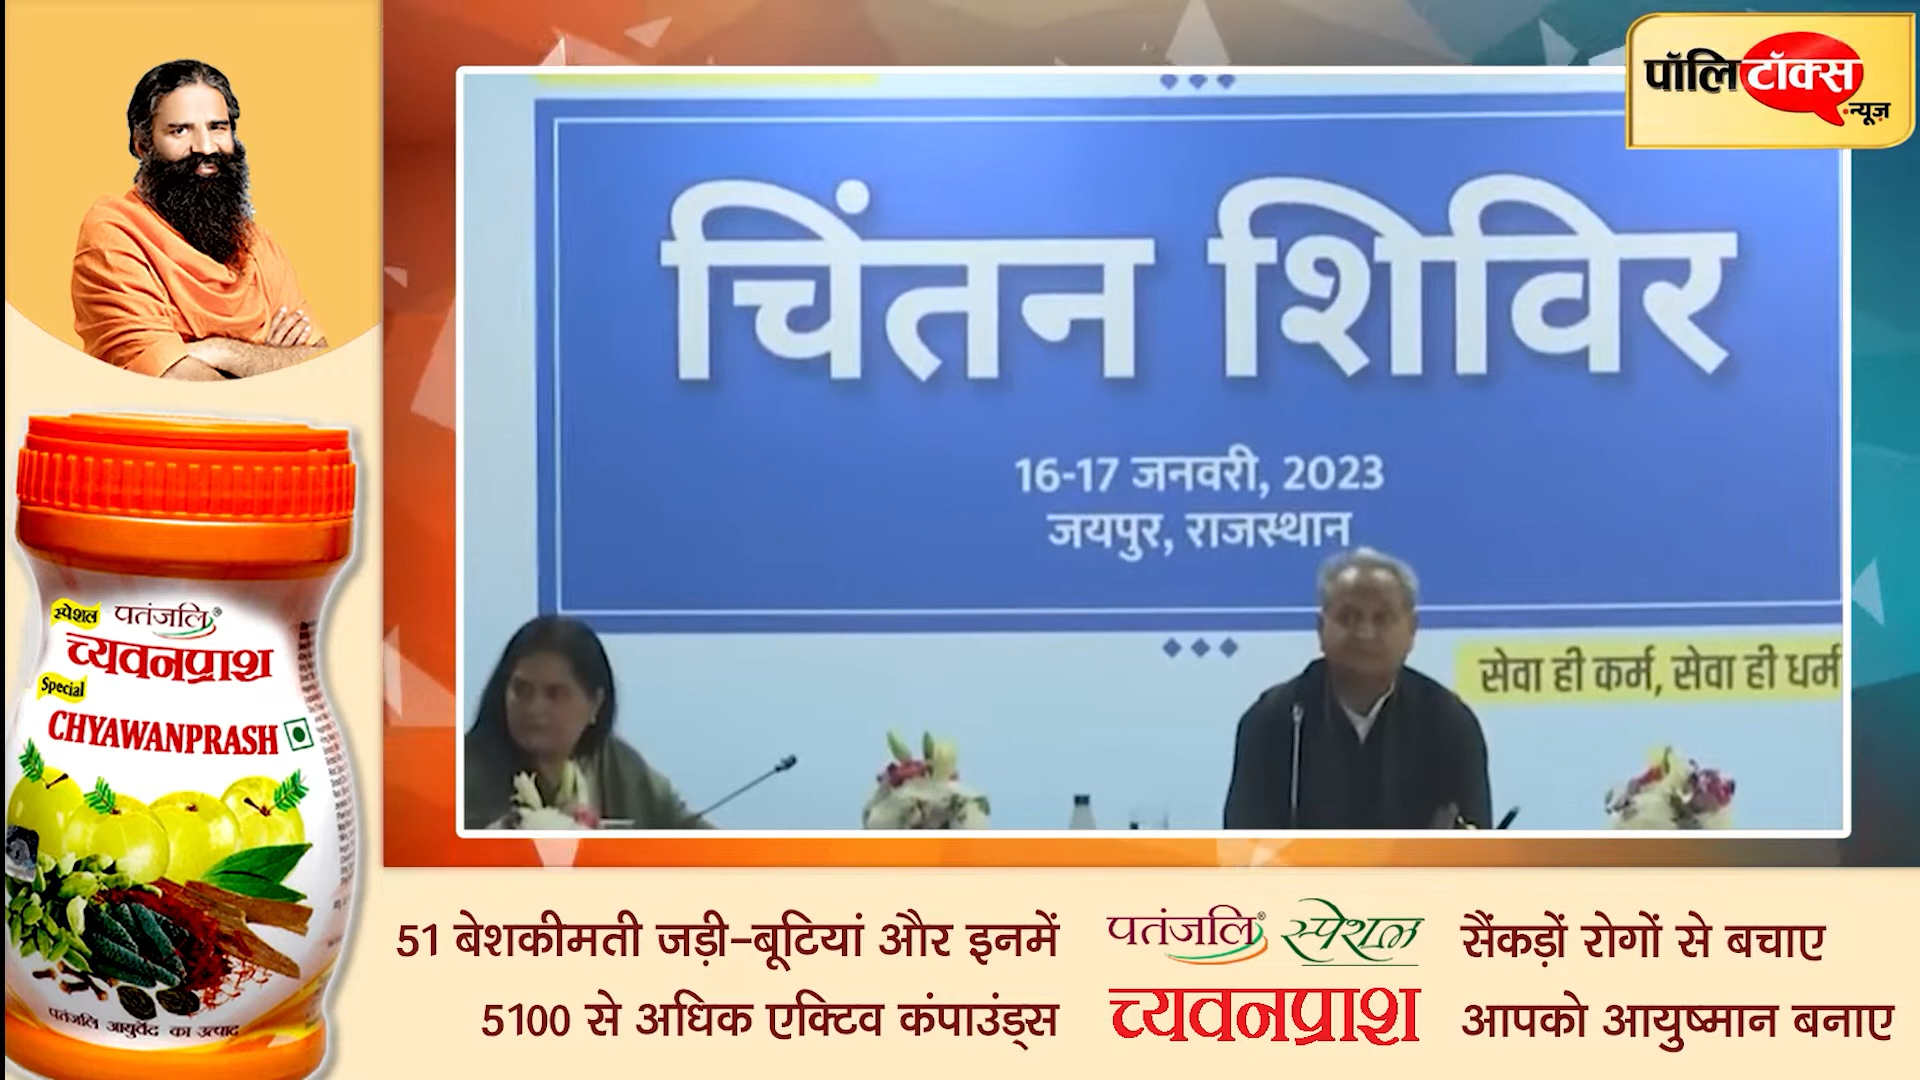 पॉलिटॉक्स
न्यूज़
चिंतन शिविर
16-17 जनवरी, 2023
जयपुर, राजस्थान
सेवा ही कर्म, सेवा ही धर्म
स्पेशल पतंजलि®
च्यवनप्राश
Special
CHYAWANPRASH
पतंजलि आयुर्वेद का उत्पाद
51 बेशकीमती जड़ी-बूटियां और इनमें
5100 से अधिक एक्टिव कंपाउंड्स
पतंजलि® स्पेशल
च्यवनप्राश
सैंकड़ों रोगों से बचाए
आपको आयुष्मान बनाए